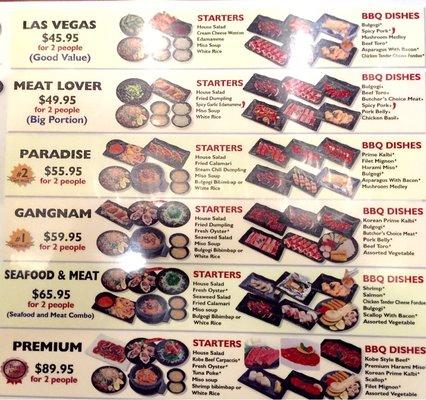 LAS VEGAS
$45.95
for 2 people
(Good Value)
STARTERS
House Salad
Cream Cheese Wonton
Edamamme
Miso Soup
White Rice
BBQ DISHES
Bulgogi*
Spicy Pork*
Mushroom Medley
Beef Toro*
Asparagus With Bacon*
Chicken Tander Cheese Fondue*
MEAT LOVER
$49.95
for 2 people
(Big Portion)
STARTERS
House Salad
Fried Dumpling
Spicy Garlic Edamamme
Miso Soup
White Rice
BBQ DISHES
Bulgogi*
Beef Toro*
Butcher's Choice Meat*
Spicy Pork*
Pork Belly*
Chicken Basil*
PARADISE
#2
$55.95
for 2 people
STARTERS
House Salad
Fried Calamari
Steam Chili Dumpling
Miso Soup
Bulgogi Bibimbap or
White Rice
BBQ DISHES
Prime Kalbi*
Filet Mignon*
Harami Miso*
Bulgogi*
Asparagus With Bacon*
Mushroom Medley
GANGNAM
#1
$59.95
for 2 people
STARTERS
House Salad
Fried Dumpling
Fresh Oyster*
Seaweed Salad
Miso Soup
Bulgogi Bibimbap or
White Rice
BBQ DISHES
Korean Prime Kalbi*
Bulgogi*
Butcher's Choice Meat*
Pork Belly*
Beef Toro*
Assorted Vegetable
SEAFOOD & MEAT
$65.95
for 2 people
(Seafood and Meat Combo)
STARTERS
House Salad
Fresh Oyster*
Seaweed Salad
Fried Calamari
Miso soup
Bulgogi Bibimbap or
White Rice
BBQ DISHES
Shrimp*
Salmon*
Chicken Tander Cheese Fondue*
Bulgogi*
Scallop With Bacon*
Assorted Vegetable
PREMIUM
$89.95
for 2 people
STARTERS
House Salad
Kobe Beef Carpaccio*
Fresh Oyster*
Tuna Poke*
Miso soup
Shrimp bibimbap or
White Rice
BBQ DISHES
Kobe Style Beef*
Premium Harami Miso*
Korean Prime Kalbi*
Scallop*
Filet Mignon*
Assorted Vegetable